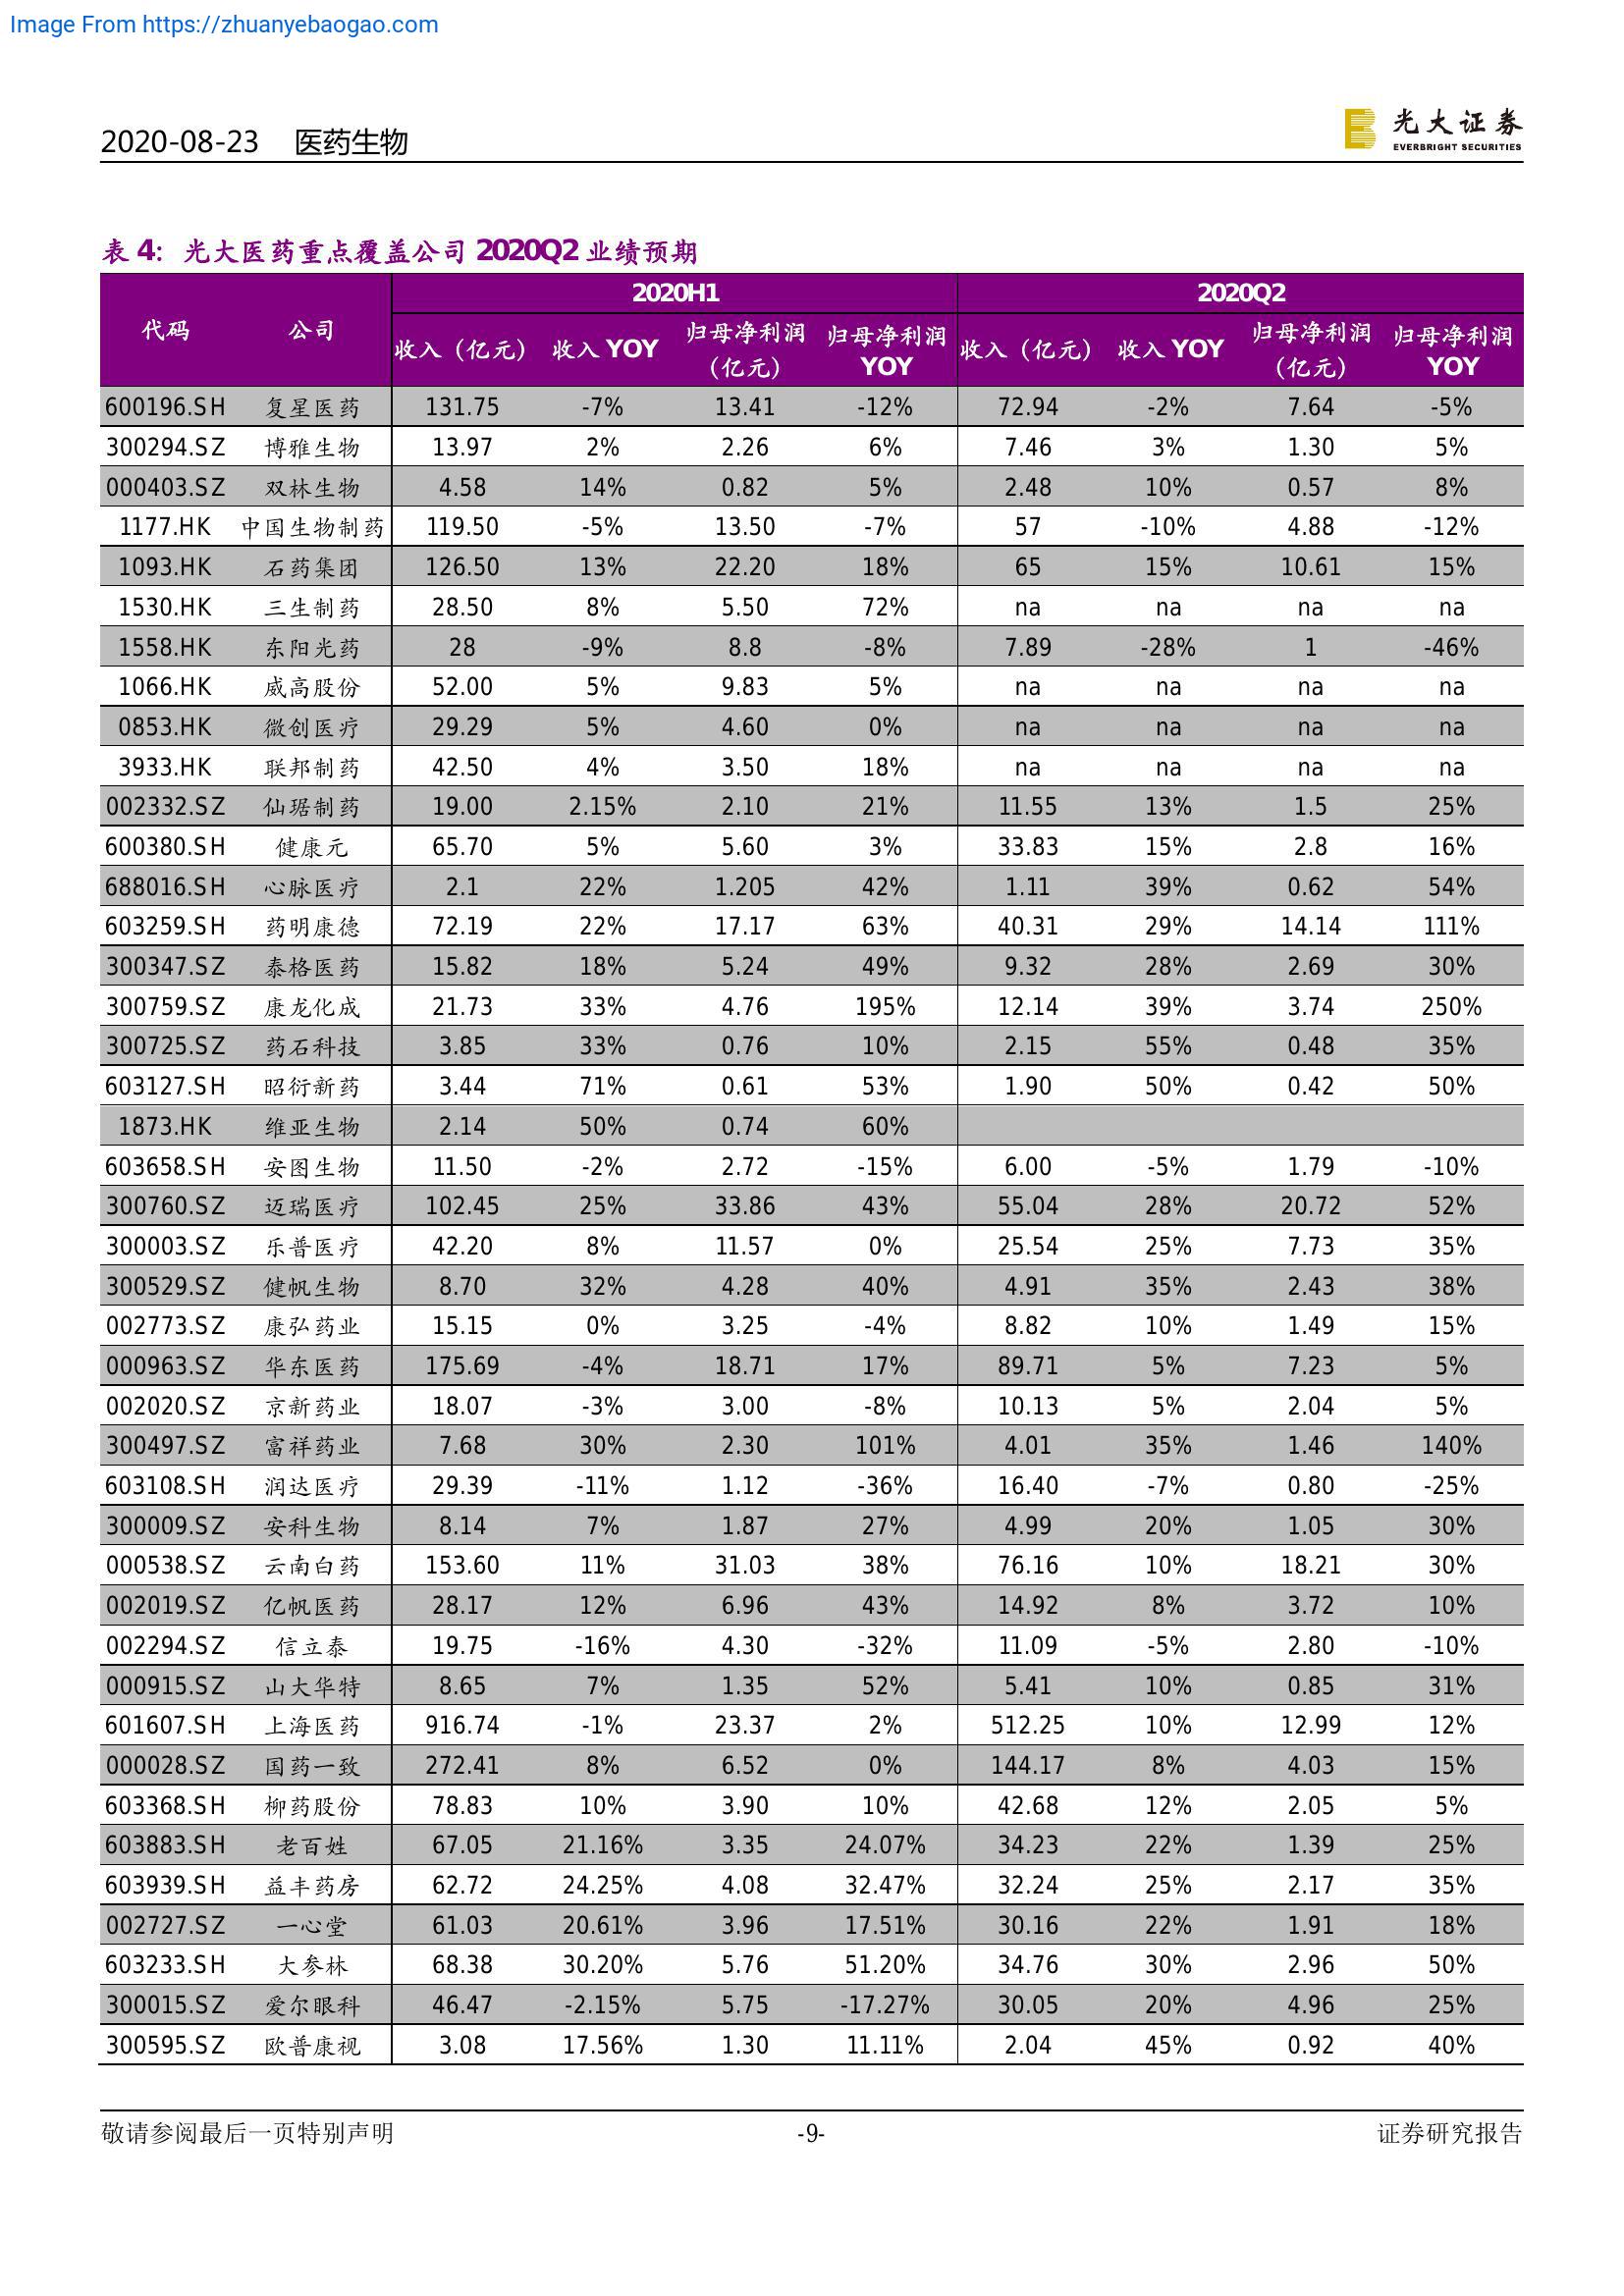 Image From https://zhuanyebaogao.com
2020-08-23 医药生物
光大证券
EVERBRIGHT SECURITIES
表 4: 光大医药重点覆盖公司 2020Q2 业绩预期
代码 公司 2020H1 2020Q2
收入（亿元） 收入 YOY 归母净利润（亿元） 归母净利润 YOY 收入（亿元） 收入 YOY 归母净利润（亿元） 归母净利润 YOY
600196.SH 复星医药 131.75 -7% 13.41 -12% 72.94 -2% 7.64 -5%
300294.SZ 博雅生物 13.97 2% 2.26 6% 7.46 3% 1.30 5%
000403.SZ 双林生物 4.58 14% 0.82 5% 2.48 10% 0.57 8%
1177.HK 中国生物制药 119.50 -5% 13.50 -7% 57 -10% 4.88 -12%
1093.HK 石药集团 126.50 13% 22.20 18% 65 15% 10.61 15%
1530.HK 三生制药 28.50 8% 5.50 72% na na na na
1558.HK 东阳光药 28 -9% 8.8 -8% 7.89 -28% 1 -46%
1066.HK 威高股份 52.00 5% 9.83 5% na na na na
0853.HK 微创医疗 29.29 5% 4.60 0% na na na na
3933.HK 联邦制药 42.50 4% 3.50 18% na na na na
002332.SZ 仙琚制药 19.00 2.15% 2.10 21% 11.55 13% 1.5 25%
600380.SH 健康元 65.70 5% 5.60 3% 33.83 15% 2.8 16%
688016.SH 心脉医疗 2.1 22% 1.205 42% 1.11 39% 0.62 54%
603259.SH 药明康德 72.19 22% 17.17 63% 40.31 29% 14.14 111%
300347.SZ 泰格医药 15.82 18% 5.24 49% 9.32 28% 2.69 30%
300759.SZ 康龙化成 21.73 33% 4.76 195% 12.14 39% 3.74 250%
300725.SZ 药石科技 3.85 33% 0.76 10% 2.15 55% 0.48 35%
603127.SH 昭衍新药 3.44 71% 0.61 53% 1.90 50% 0.42 50%
1873.HK 维亚生物 2.14 50% 0.74 60%
603658.SH 安图生物 11.50 -2% 2.72 -15% 6.00 -5% 1.79 -10%
300760.SZ 迈瑞医疗 102.45 25% 33.86 43% 55.04 28% 20.72 52%
300003.SZ 乐普医疗 42.20 8% 11.57 0% 25.54 25% 7.73 35%
300529.SZ 健帆生物 8.70 32% 4.28 40% 4.91 35% 2.43 38%
002773.SZ 康弘药业 15.15 0% 3.25 -4% 8.82 10% 1.49 15%
000963.SZ 华东医药 175.69 -4% 18.71 17% 89.71 5% 7.23 5%
002020.SZ 京新药业 18.07 -3% 3.00 -8% 10.13 5% 2.04 5%
300497.SZ 富祥药业 7.68 30% 2.30 101% 4.01 35% 1.46 140%
603108.SH 润达医疗 29.39 -11% 1.12 -36% 16.40 -7% 0.80 -25%
300009.SZ 安科生物 8.14 7% 1.87 27% 4.99 20% 1.05 30%
000538.SZ 云南白药 153.60 11% 31.03 38% 76.16 10% 18.21 30%
002019.SZ 亿帆医药 28.17 12% 6.96 43% 14.92 8% 3.72 10%
002294.SZ 信立泰 19.75 -16% 4.30 -32% 11.09 -5% 2.80 -10%
000915.SZ 山大华特 8.65 7% 1.35 52% 5.41 10% 0.85 31%
601607.SH 上海医药 916.74 -1% 23.37 2% 512.25 10% 12.99 12%
000028.SZ 国药一致 272.41 8% 6.52 0% 144.17 8% 4.03 15%
603368.SH 柳药股份 78.83 10% 3.90 10% 42.68 12% 2.05 5%
603883.SH 老百姓 67.05 21.16% 3.35 24.07% 34.23 22% 1.39 25%
603939.SH 益丰药房 62.72 24.25% 4.08 32.47% 32.24 25% 2.17 35%
002727.SZ 一心堂 61.03 20.61% 3.96 17.51% 30.16 22% 1.91 18%
603233.SH 大参林 68.38 30.20% 5.76 51.20% 34.76 30% 2.96 50%
300015.SZ 爱尔眼科 46.47 -2.15% 5.75 -17.27% 30.05 20% 4.96 25%
300595.SZ 欧普康视 3.08 17.56% 1.30 11.11% 2.04 45% 0.92 40%
敬请参阅最后一页特别声明 -9- 证券研究报告